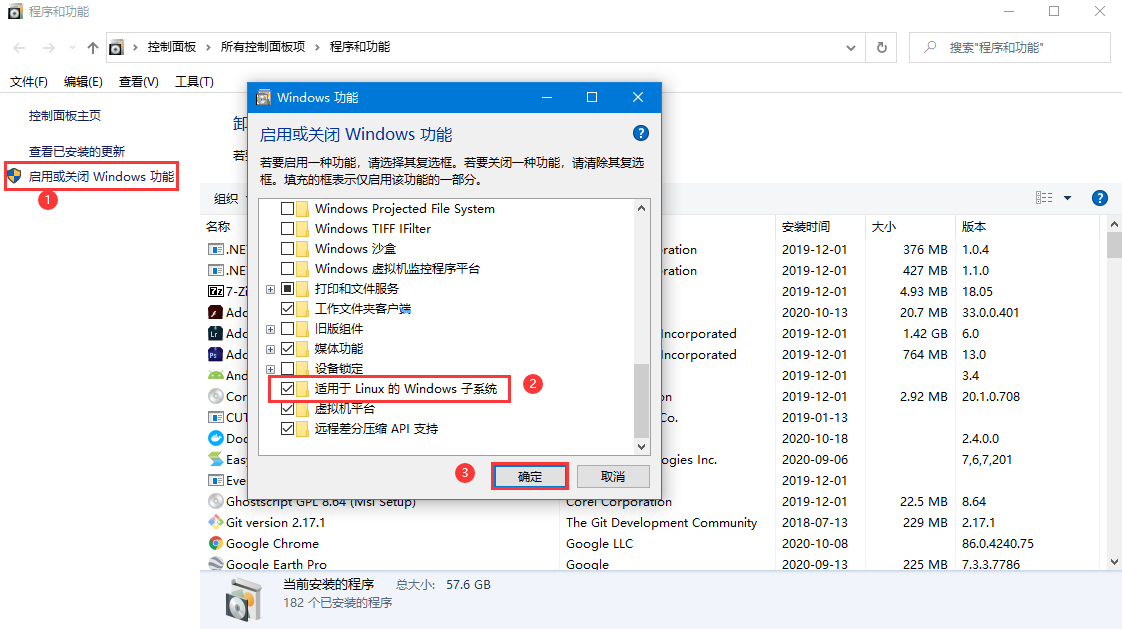 程序和功能
控制面板 › 所有控制面板项 › 程序和功能
搜索"程序和功能"
文件(F) 编辑(E) 查看(V) 工具(T)
控制面板主页
查看已安装的更新
启用或关闭 Windows 功能
1
卸
若
组织
名称 安装时间 大小 版本
.NE ration 2019-12-01 376 MB 1.0.4
.NE ration 2019-12-01 427 MB 1.1.0
7-Zi 2019-12-01 4.93 MB 18.05
Ado 2020-10-13 20.7 MB 33.0.0.401
Ado Incorporated 2019-12-01 1.42 GB 6.0
Ado Incorporated 2019-12-01 764 MB 13.0
And 2019-12-01 3.4
Cor on 2019-12-01 2.92 MB 20.1.0.708
CUT Co. 2019-01-13
Doc 2020-10-18 2.4.0.0
Easy ogies Inc. 2020-09-06 7,6,7,201
Eve 2019-12-01
Ghostscript GPL 8.64 (Msi Setup) Corel Corporation 2019-12-01 22.5 MB 8.64
Git version 2.17.1 The Git Development Community 2018-07-13 229 MB 2.17.1
Google Chrome Google LLC 2020-10-08 86.0.4240.75
Google Earth Pro Google 2020-09-13 225 MB 7.3.3.7786
当前安装的程序 总大小: 57.6 GB
182 个已安装的程序
Windows 功能
启用或关闭 Windows 功能
若要启用一种功能，请选择其复选框。若要关闭一种功能，请清除其复选
框。填充的框表示仅启用该功能的一部分。
Windows Projected File System
Windows TIFF IFilter
Windows 沙盒
Windows 虚拟机监控程序平台
打印和文件服务
工作文件夹客户端
旧版组件
媒体功能
设备锁定
适用于 Linux 的 Windows 子系统
2
虚拟机平台
远程差分压缩 API 支持
3
确定 取消